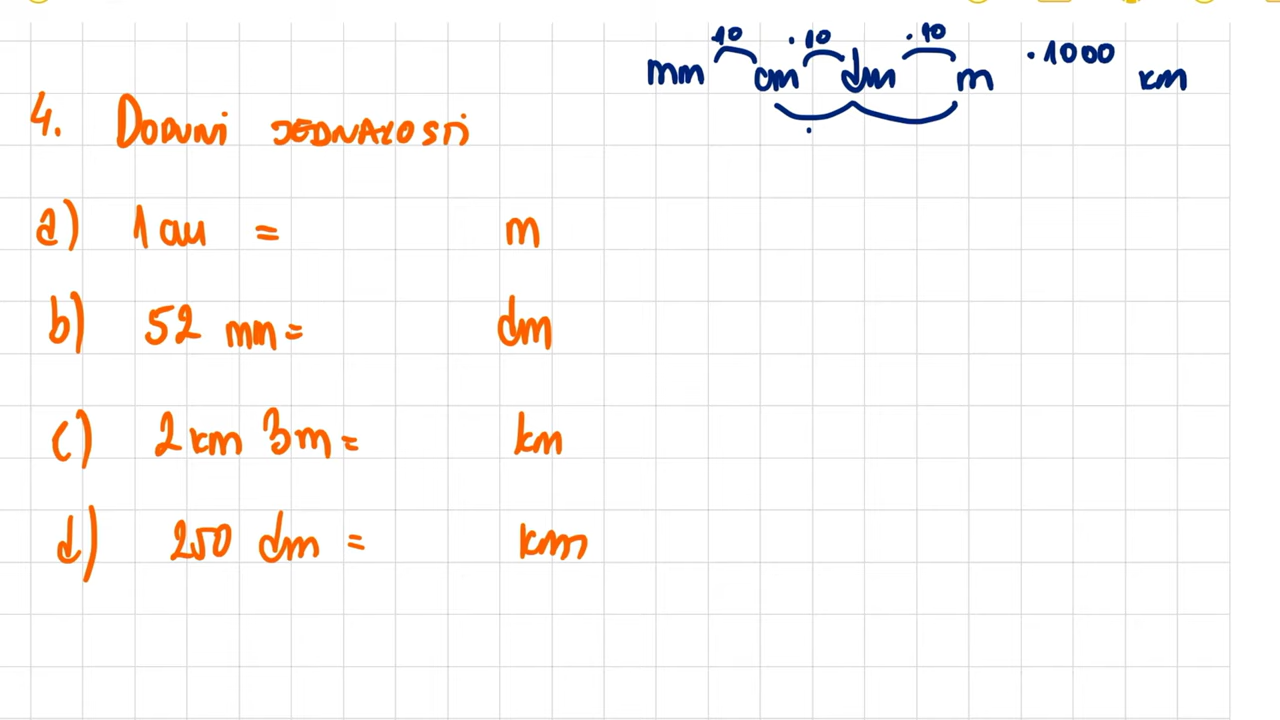 ·10 ·10 ·10 ·1000
mm cm dm m km
4. DOPUNI JEDNAKOSTI
a) 1 cm = m
b) 52 mm = dm
c) 2 km 3m = km
d) 250 dm = km